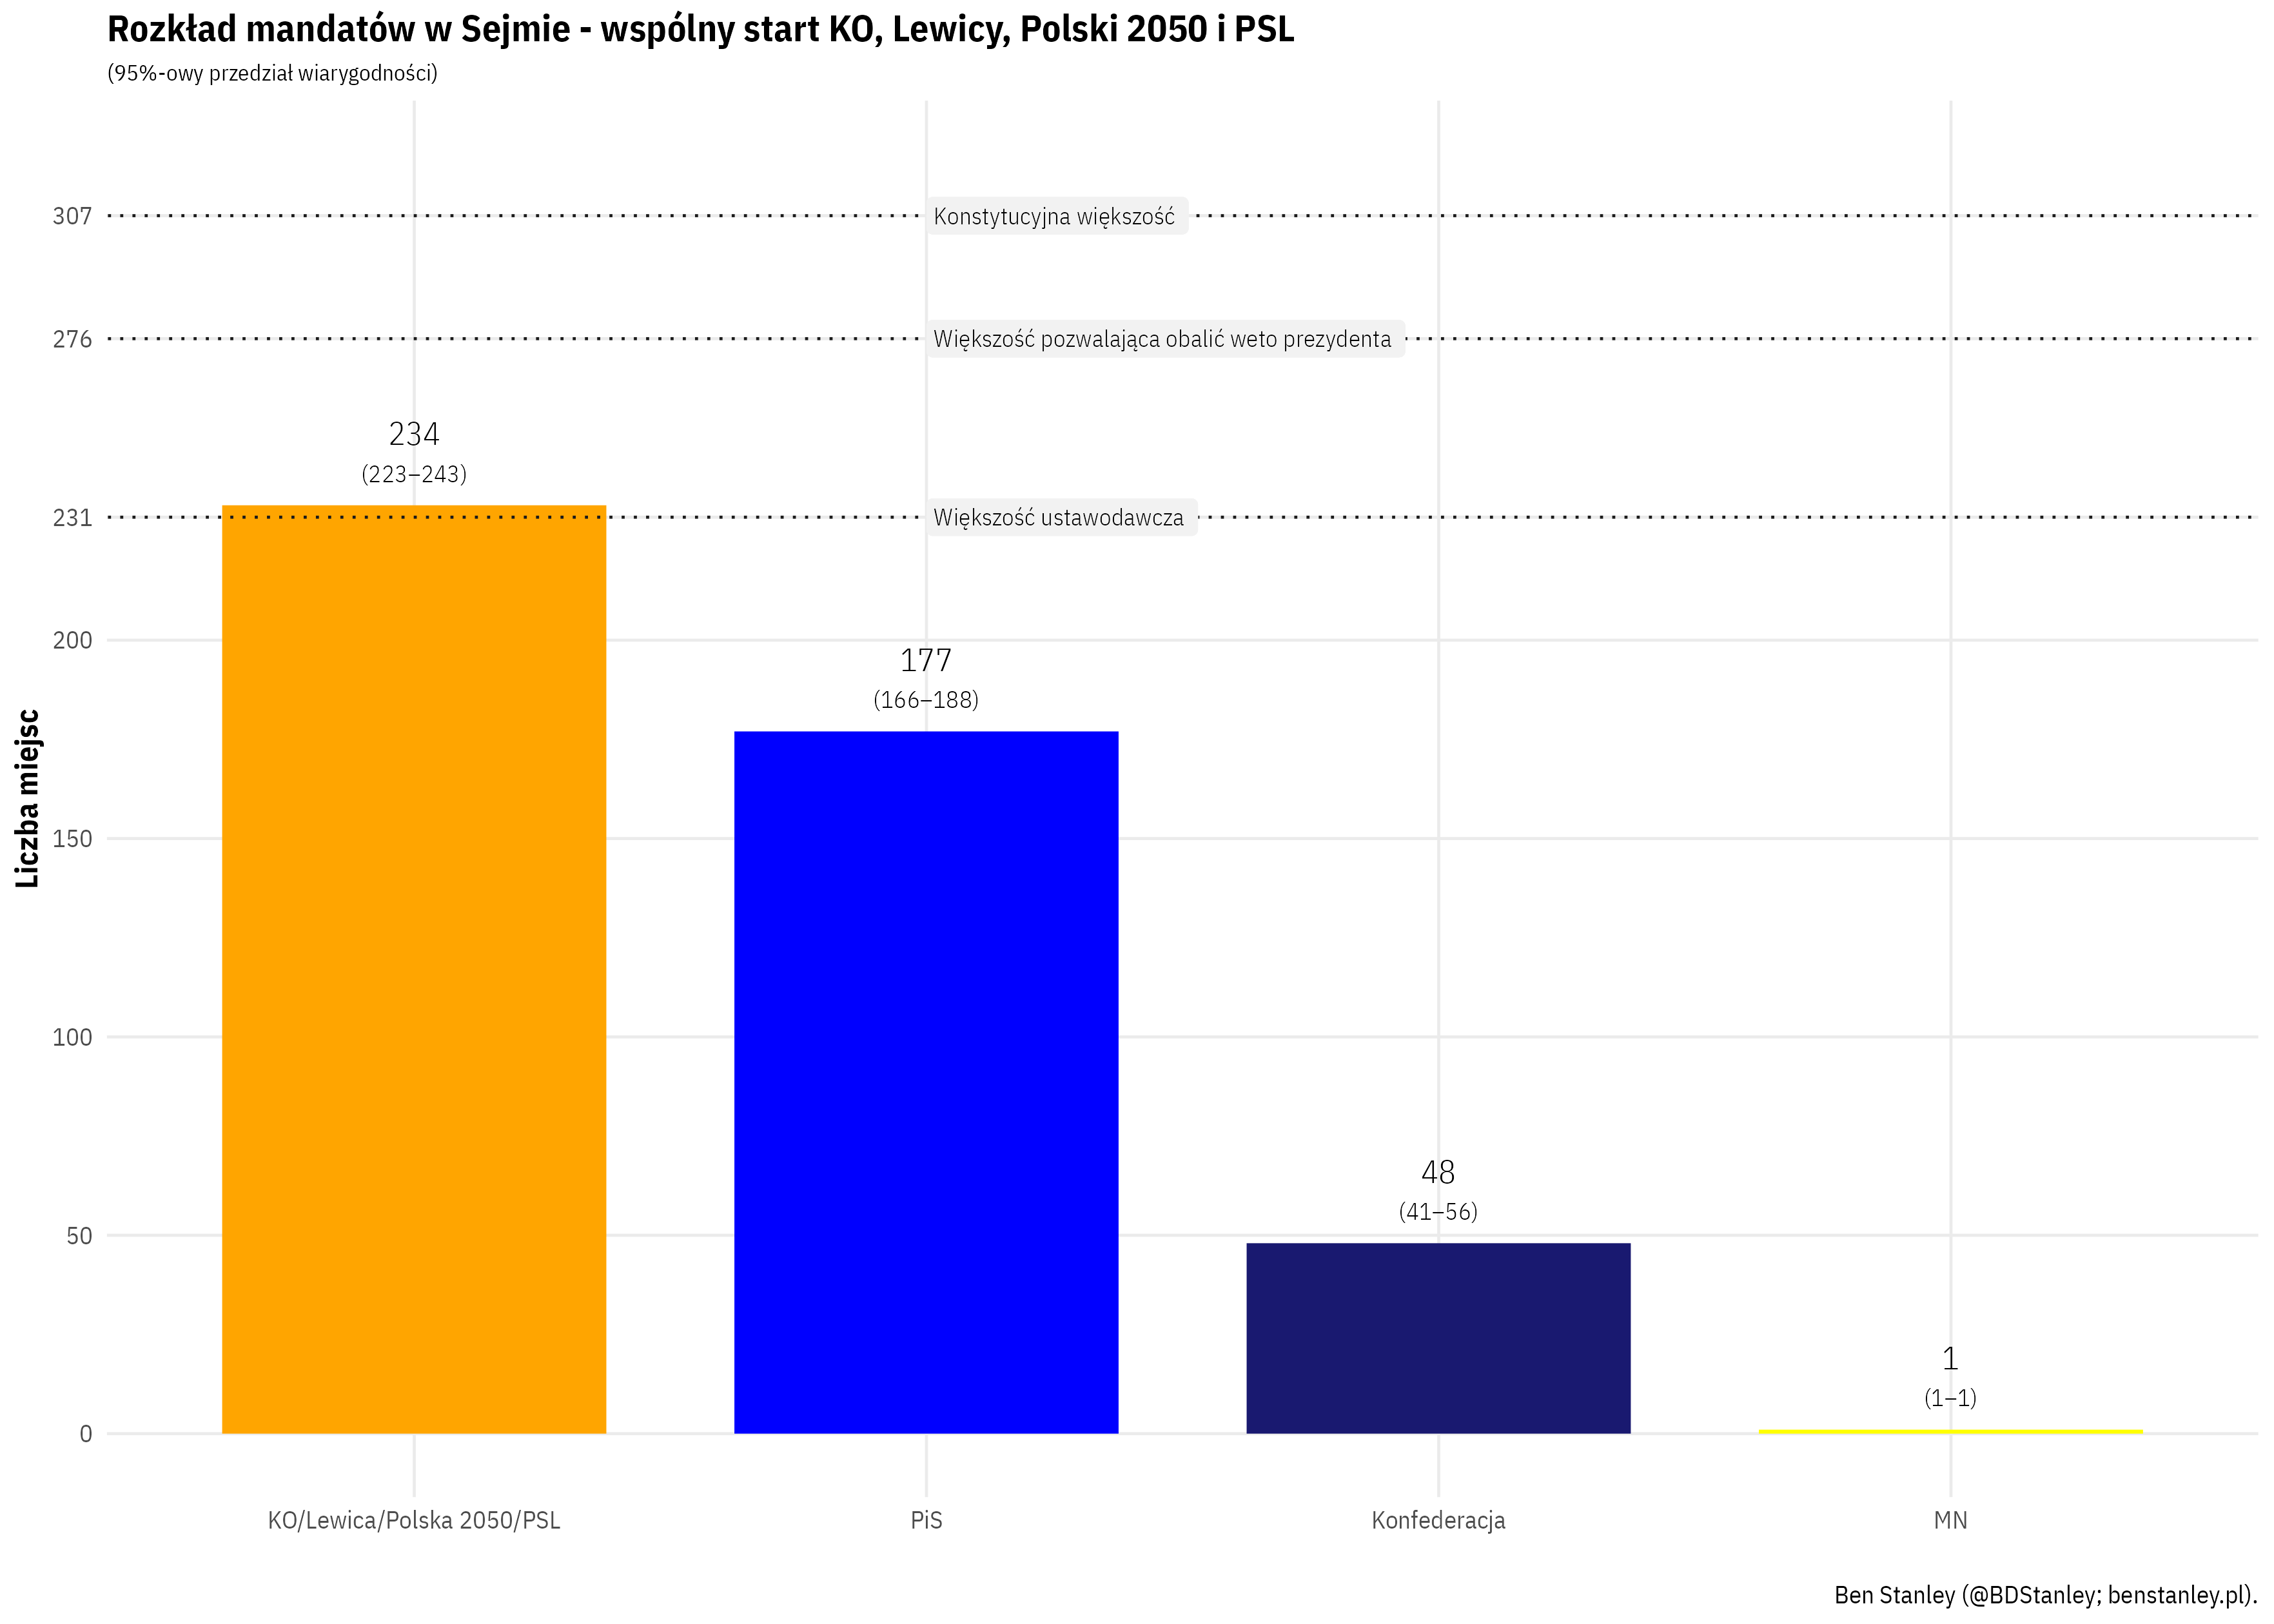 Rozkład mandatów w Sejmie - wspólny start KO, Lewicy, Polski 2050 i PSL
(95%-owy przedział wiarygodności)
Liczba miejsc
307
Konstytucyjna większość
276
Większość pozwalająca obalić weto prezydenta
234
(223–243)
231
Większość ustawodawcza
200
177
(166–188)
150
100
48
(41–56)
50
1
(1–1)
0
KO/Lewica/Polska 2050/PSL
PiS
Konfederacja
MN
Ben Stanley (@BDStanley; benstanley.pl).